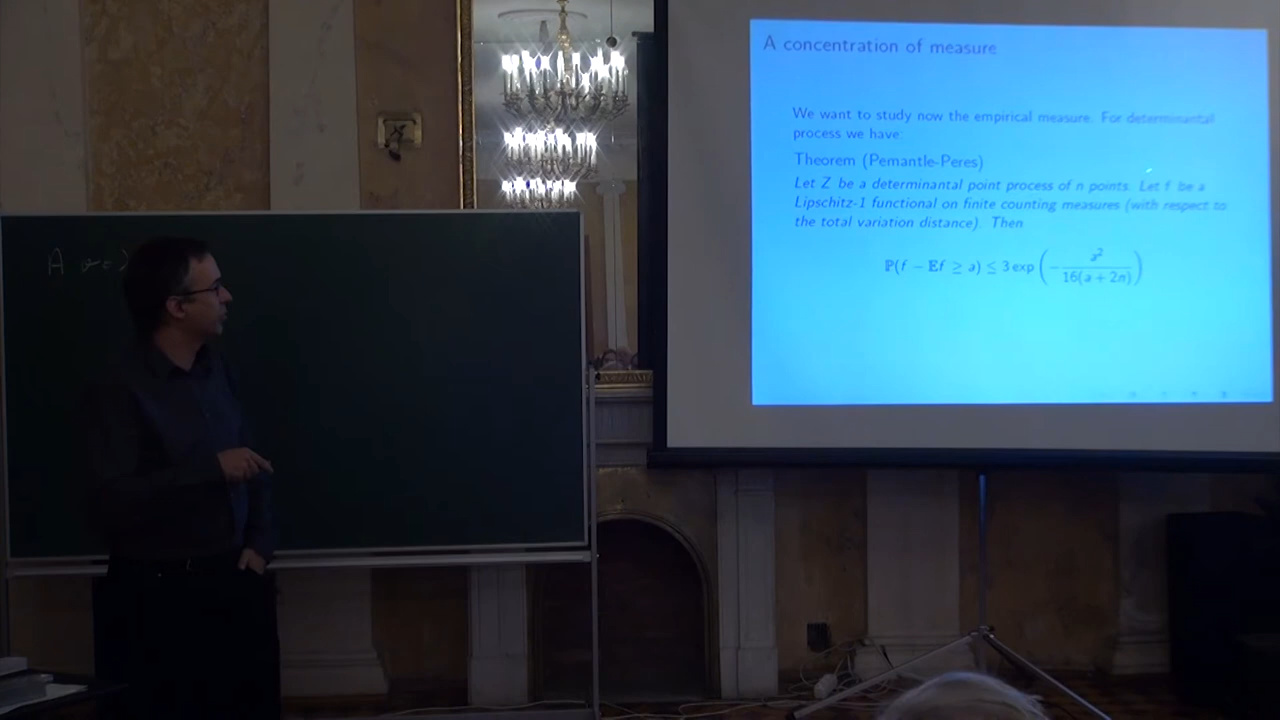 A concentration of measure
We want to study now the empirical measure. For determinantal
process we have:
Theorem (Pemantle-Peres)
Let Z be a determinantal point process of n points. Let f be a
Lipschitz-1 functional on finite counting measures (with respect to
the total variation distance). Then
ℙ(f − 𝔼f ≥ a) ≤ 3 exp(−a²/16(a + 2n))
A